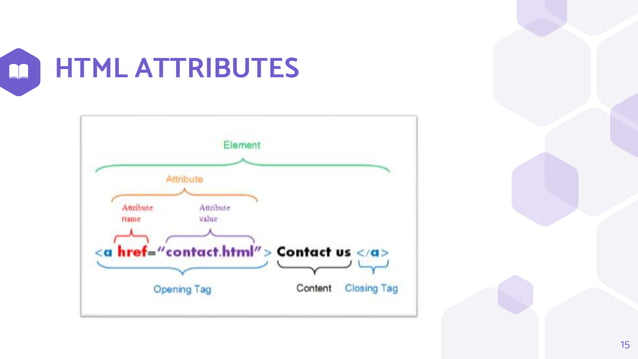 HTML ATTRIBUTES
Element
Attribute
Attribute name
Attribute value
<a href=“contact.html”> Contact us </a>
Opening Tag
Content
Closing Tag
15